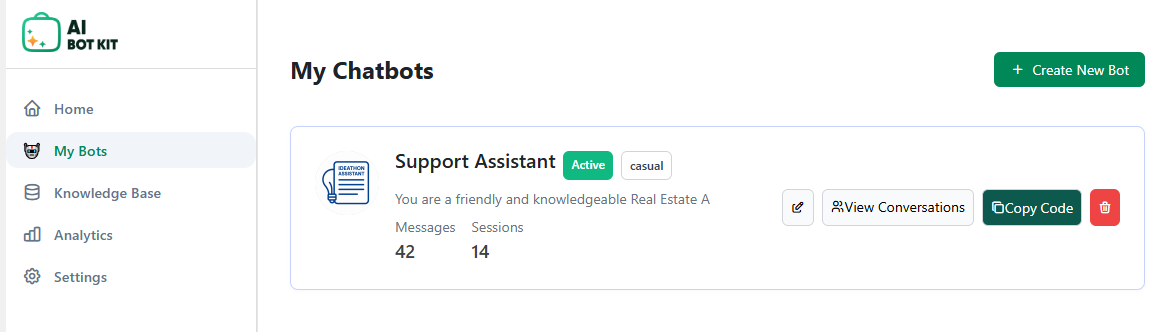 AI
BOT KIT
Home
My Bots
Knowledge Base
Analytics
Settings
My Chatbots
+ Create New Bot
IDEATHON
ASSISTANT
Support Assistant Active casual
You are a friendly and knowledgeable Real Estate A
Messages Sessions
42 14
View Conversations Copy Code